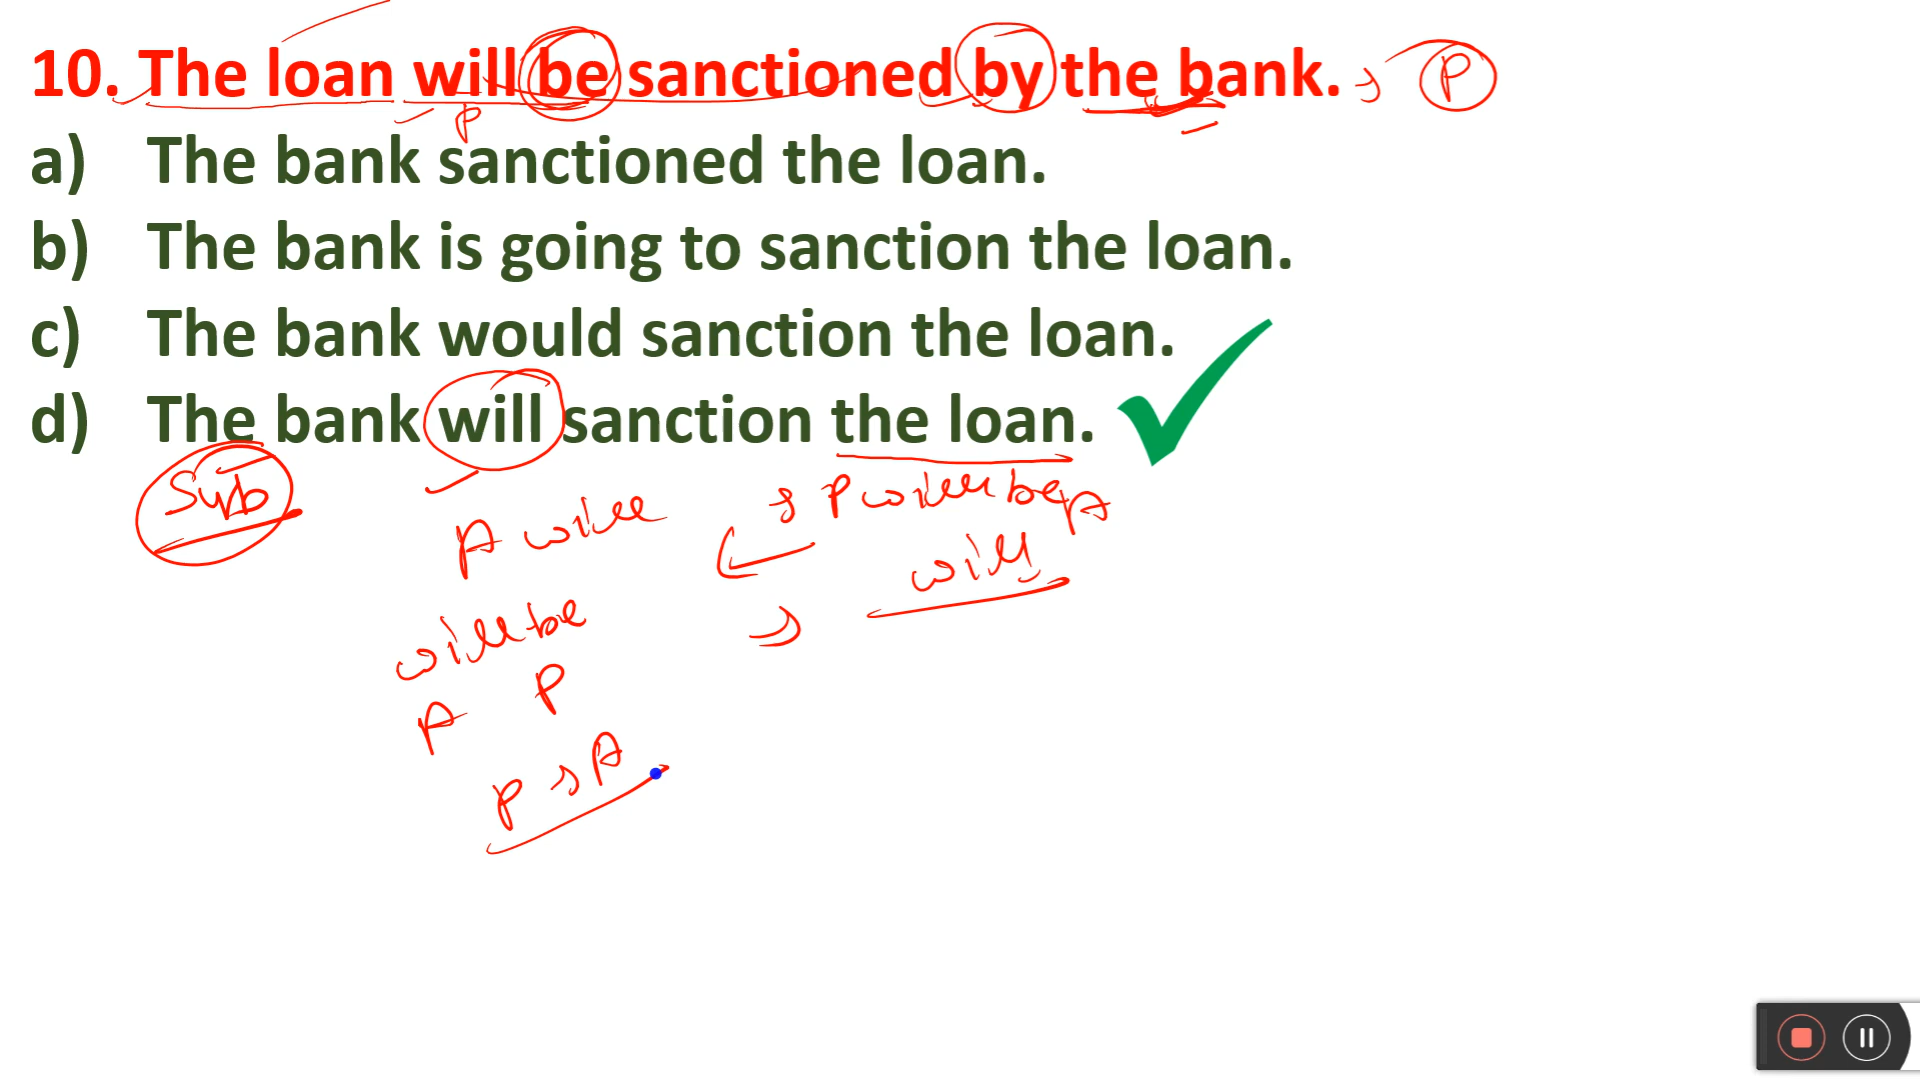 10. The loan will be sanctioned by the bank. P
P
a) The bank sanctioned the loan.
b) The bank is going to sanction the loan.
c) The bank would sanction the loan.
d) The bank will sanction the loan.
Sub
A will
P will be A
will
will be
A P
P A